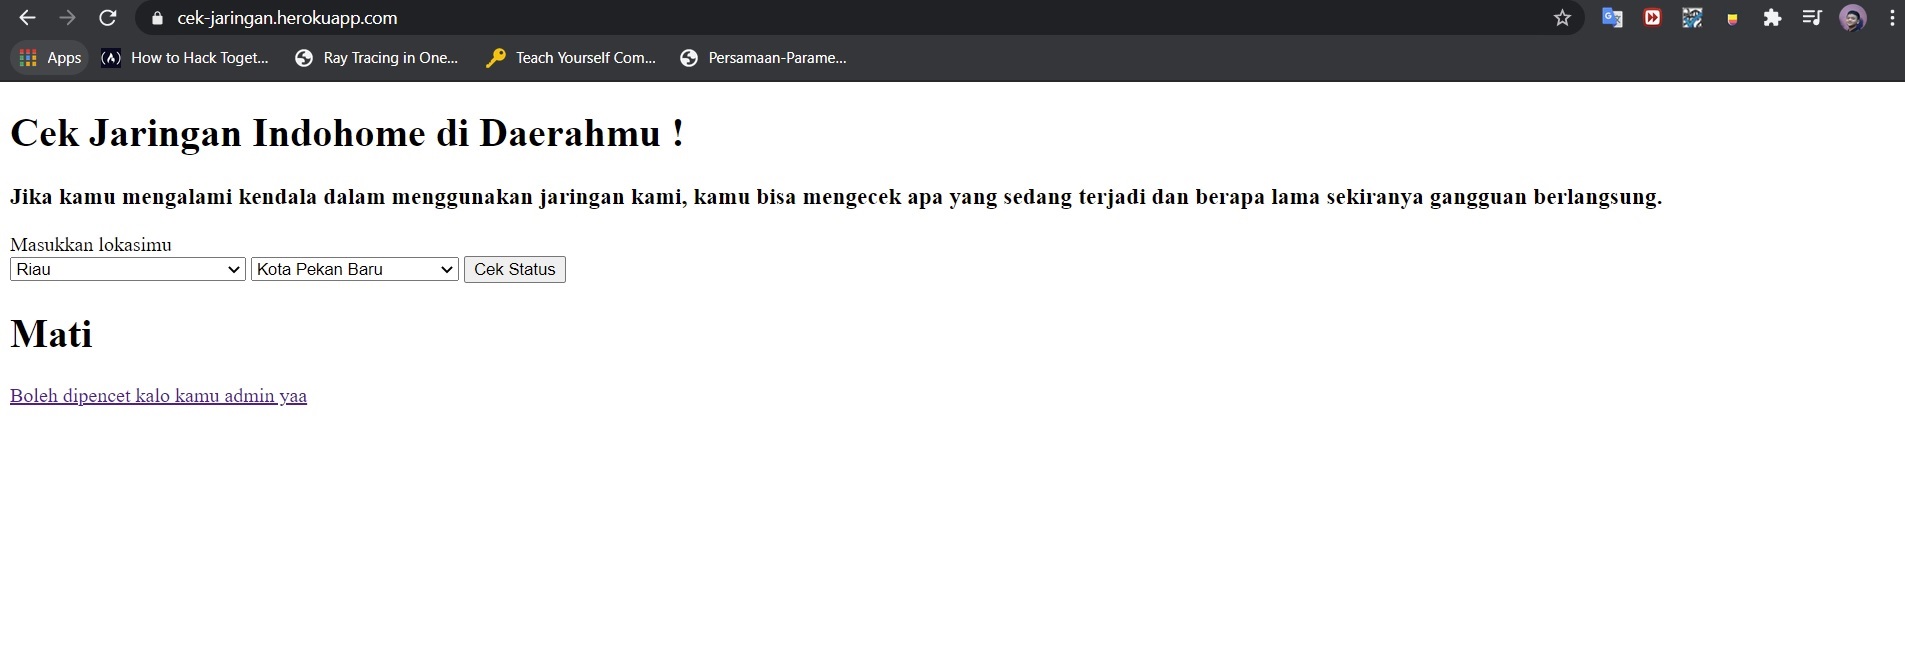 cek-jaringan.herokuapp.com
Apps How to Hack Toget... Ray Tracing in One... Teach Yourself Com... Persamaan-Parame...
Cek Jaringan Indohome di Daerahmu !
Jika kamu mengalami kendala dalam menggunakan jaringan kami, kamu bisa mengecek apa yang sedang terjadi dan berapa lama sekiranya gangguan berlangsung.
Masukkan lokasimu
Riau Kota Pekan Baru Cek Status
Mati
Boleh dipencet kalo kamu admin yaa